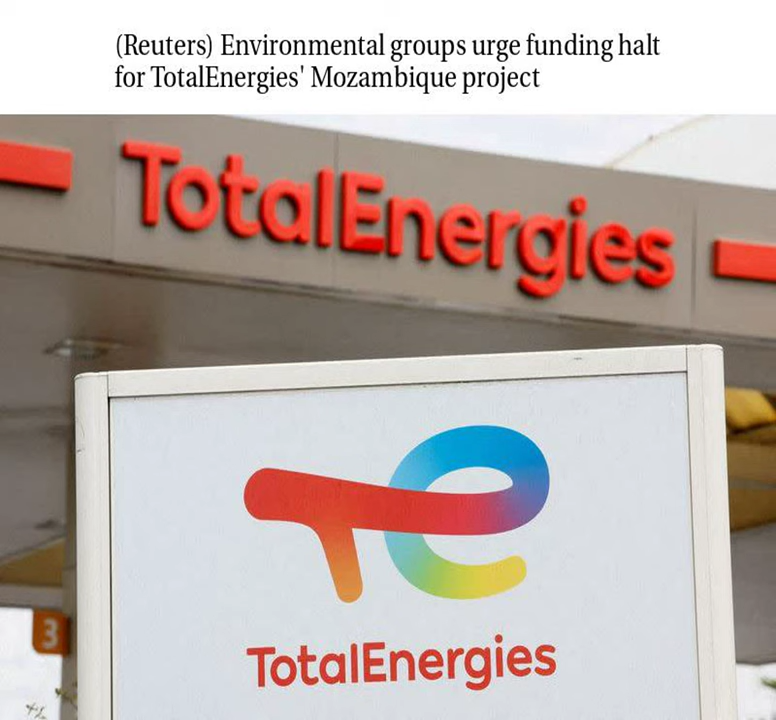 (Reuters) Environmental groups urge funding halt
for TotalEnergies' Mozambique project
TotalEnergies
TotalEnergies
3